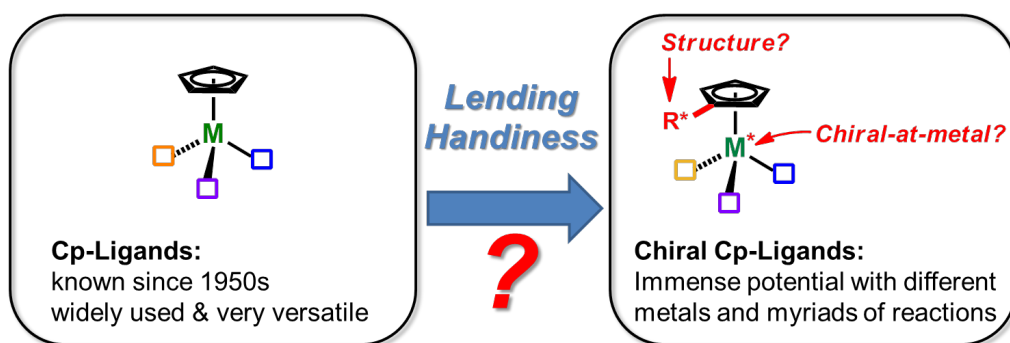 M
Cp-Ligands:
known since 1950s
widely used & very versatile
Lending
Handiness
?
Structure?
R*
M*
Chiral-at-metal?
Chiral Cp-Ligands:
Immense potential with different
metals and myriads of reactions